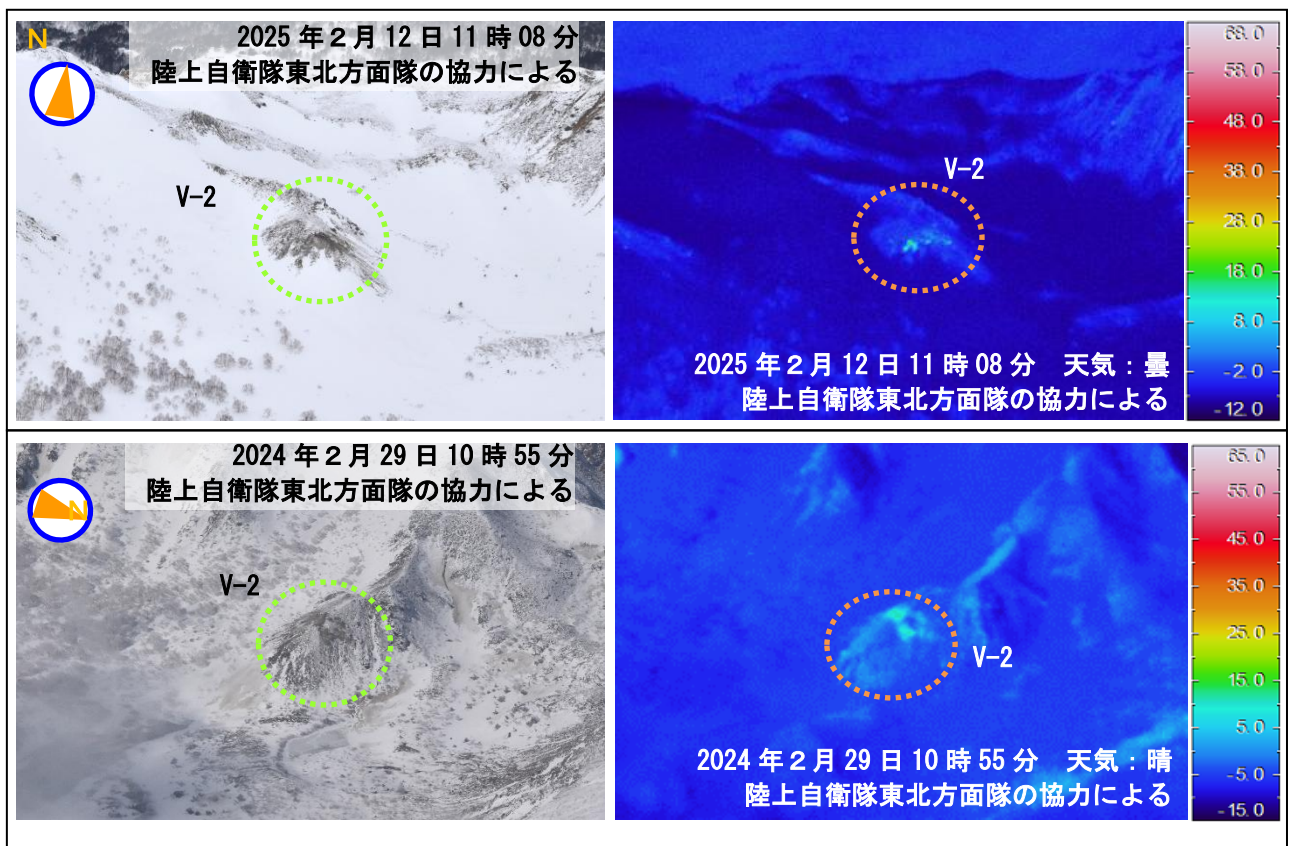 N
2025年2月12日11時08分
陸上自衛隊東北方面隊の協力による
V-2
V-2
2025年2月12日11時08分 天気:曇
陸上自衛隊東北方面隊の協力による
68.0
58.0
48.0
38.0
28.0
18.0
8.0
-2.0
-12.0
N
2024年2月29日10時55分
陸上自衛隊東北方面隊の協力による
V-2
V-2
2024年2月29日10時55分 天気:晴
陸上自衛隊東北方面隊の協力による
65.0
55.0
45.0
35.0
25.0
15.0
5.0
-5.0
-15.0